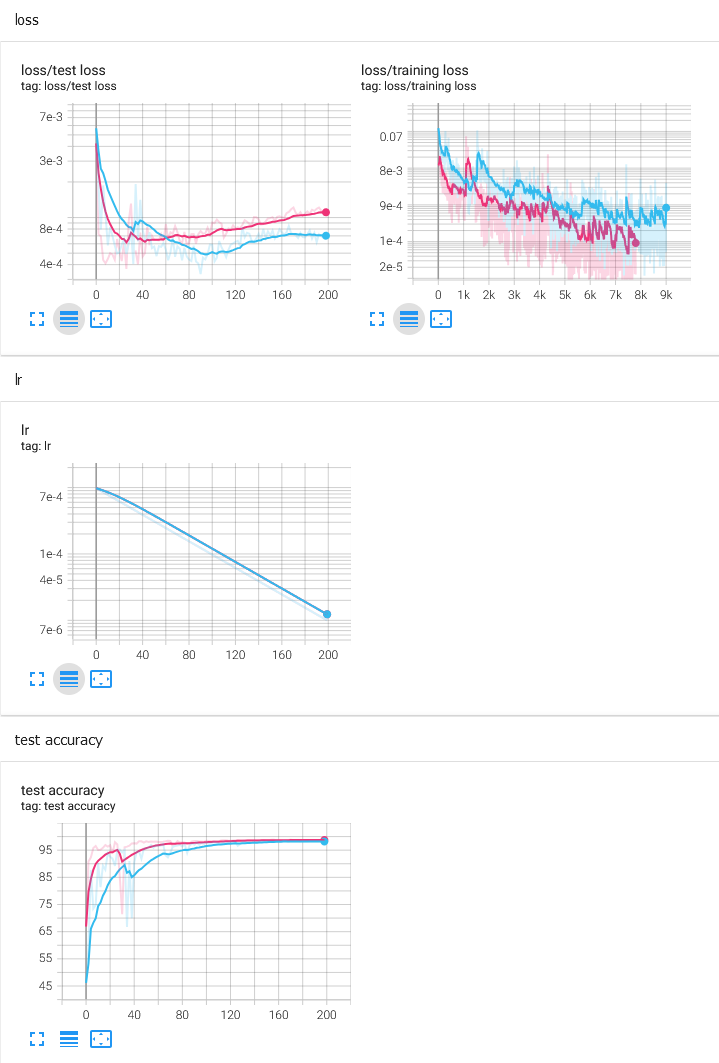 loss
loss/test loss
tag: loss/test loss
7e-3
3e-3
8e-4
4e-4
0 40 80 120 160 200
loss/training loss
tag: loss/training loss
0.07
8e-3
9e-4
1e-4
2e-5
0 1k 2k 3k 4k 5k 6k 7k 8k 9k
lr
lr
tag: lr
7e-4
1e-4
4e-5
7e-6
0 40 80 120 160 200
test accuracy
test accuracy
tag: test accuracy
95
85
75
65
55
45
0 40 80 120 160 200